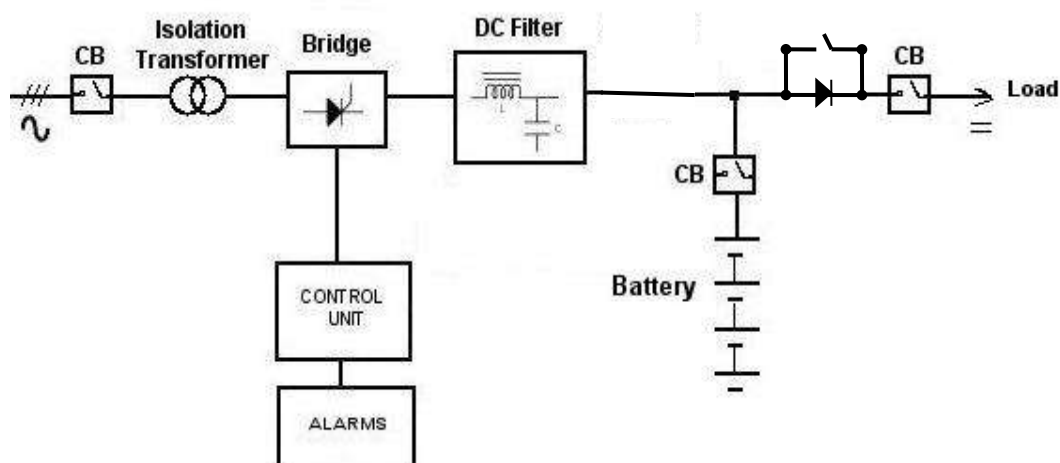 Isolation
Transformer
CB
Bridge
DC Filter
L
C
CB
Load
CB
Battery
CONTROL
UNIT
ALARMS